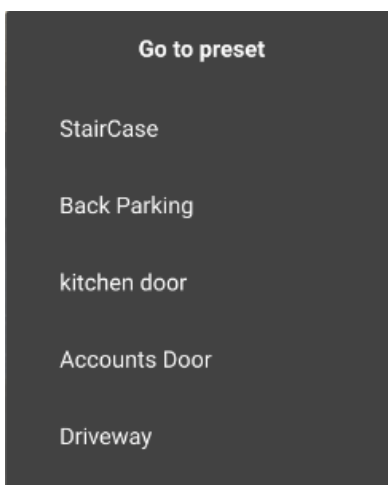 Go to preset
StairCase
Back Parking
kitchen door
Accounts Door
Driveway